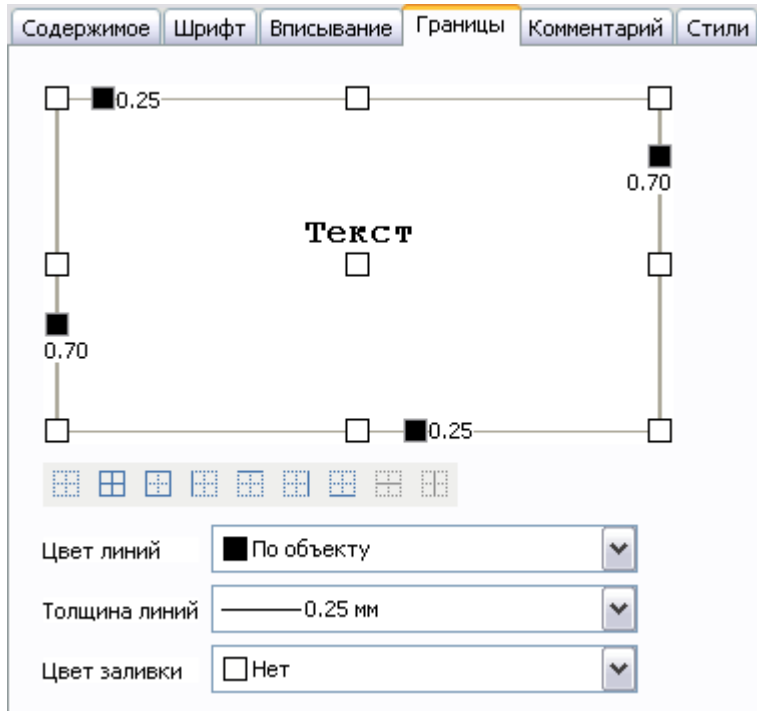 Содержимое Шрифт Вписывание Границы Комментарий Стили
0.25
0.70
Текст
0.70
0.25
Цвет линий По объекту
Толщина линий 0.25 мм
Цвет заливки Нет